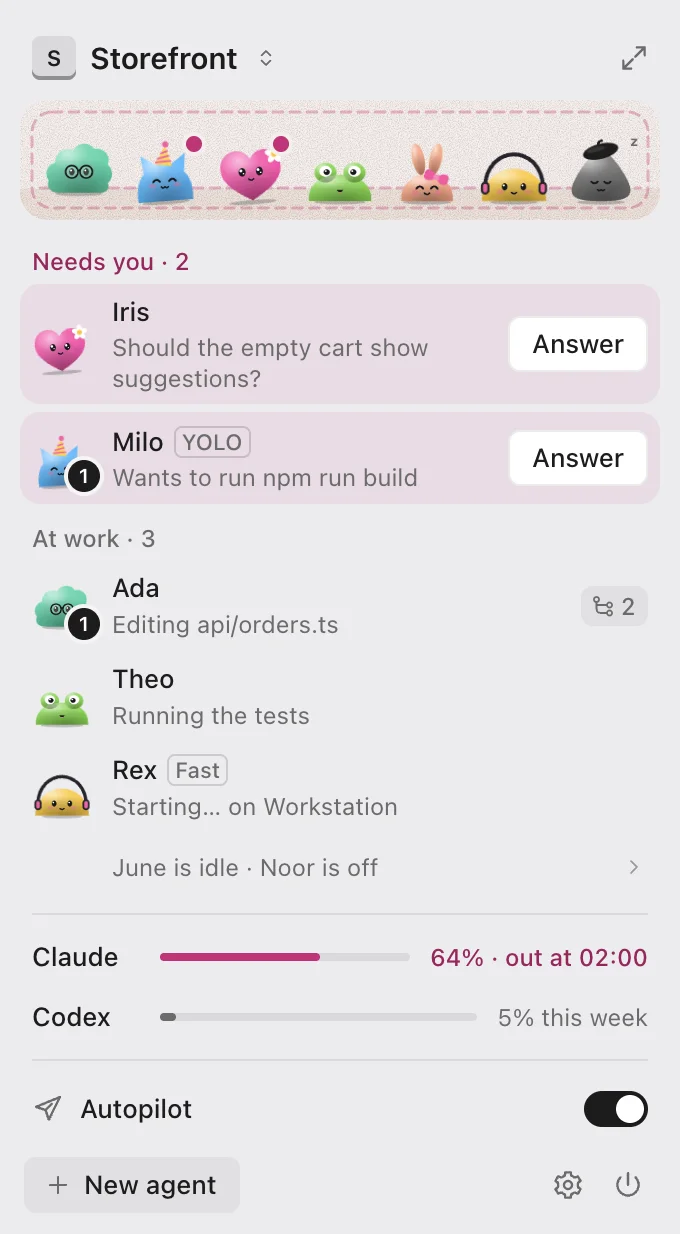 S Storefront
z
Needs you · 2
Iris
Should the empty cart show
suggestions?
Answer
Milo YOLO
1
Wants to run npm run build
Answer
At work · 3
Ada
1
Editing api/orders.ts
2
Theo
Running the tests
Rex Fast
Starting... on Workstation
June is idle · Noor is off
Claude 64% · out at 02:00
Codex 5% this week
Autopilot
New agent